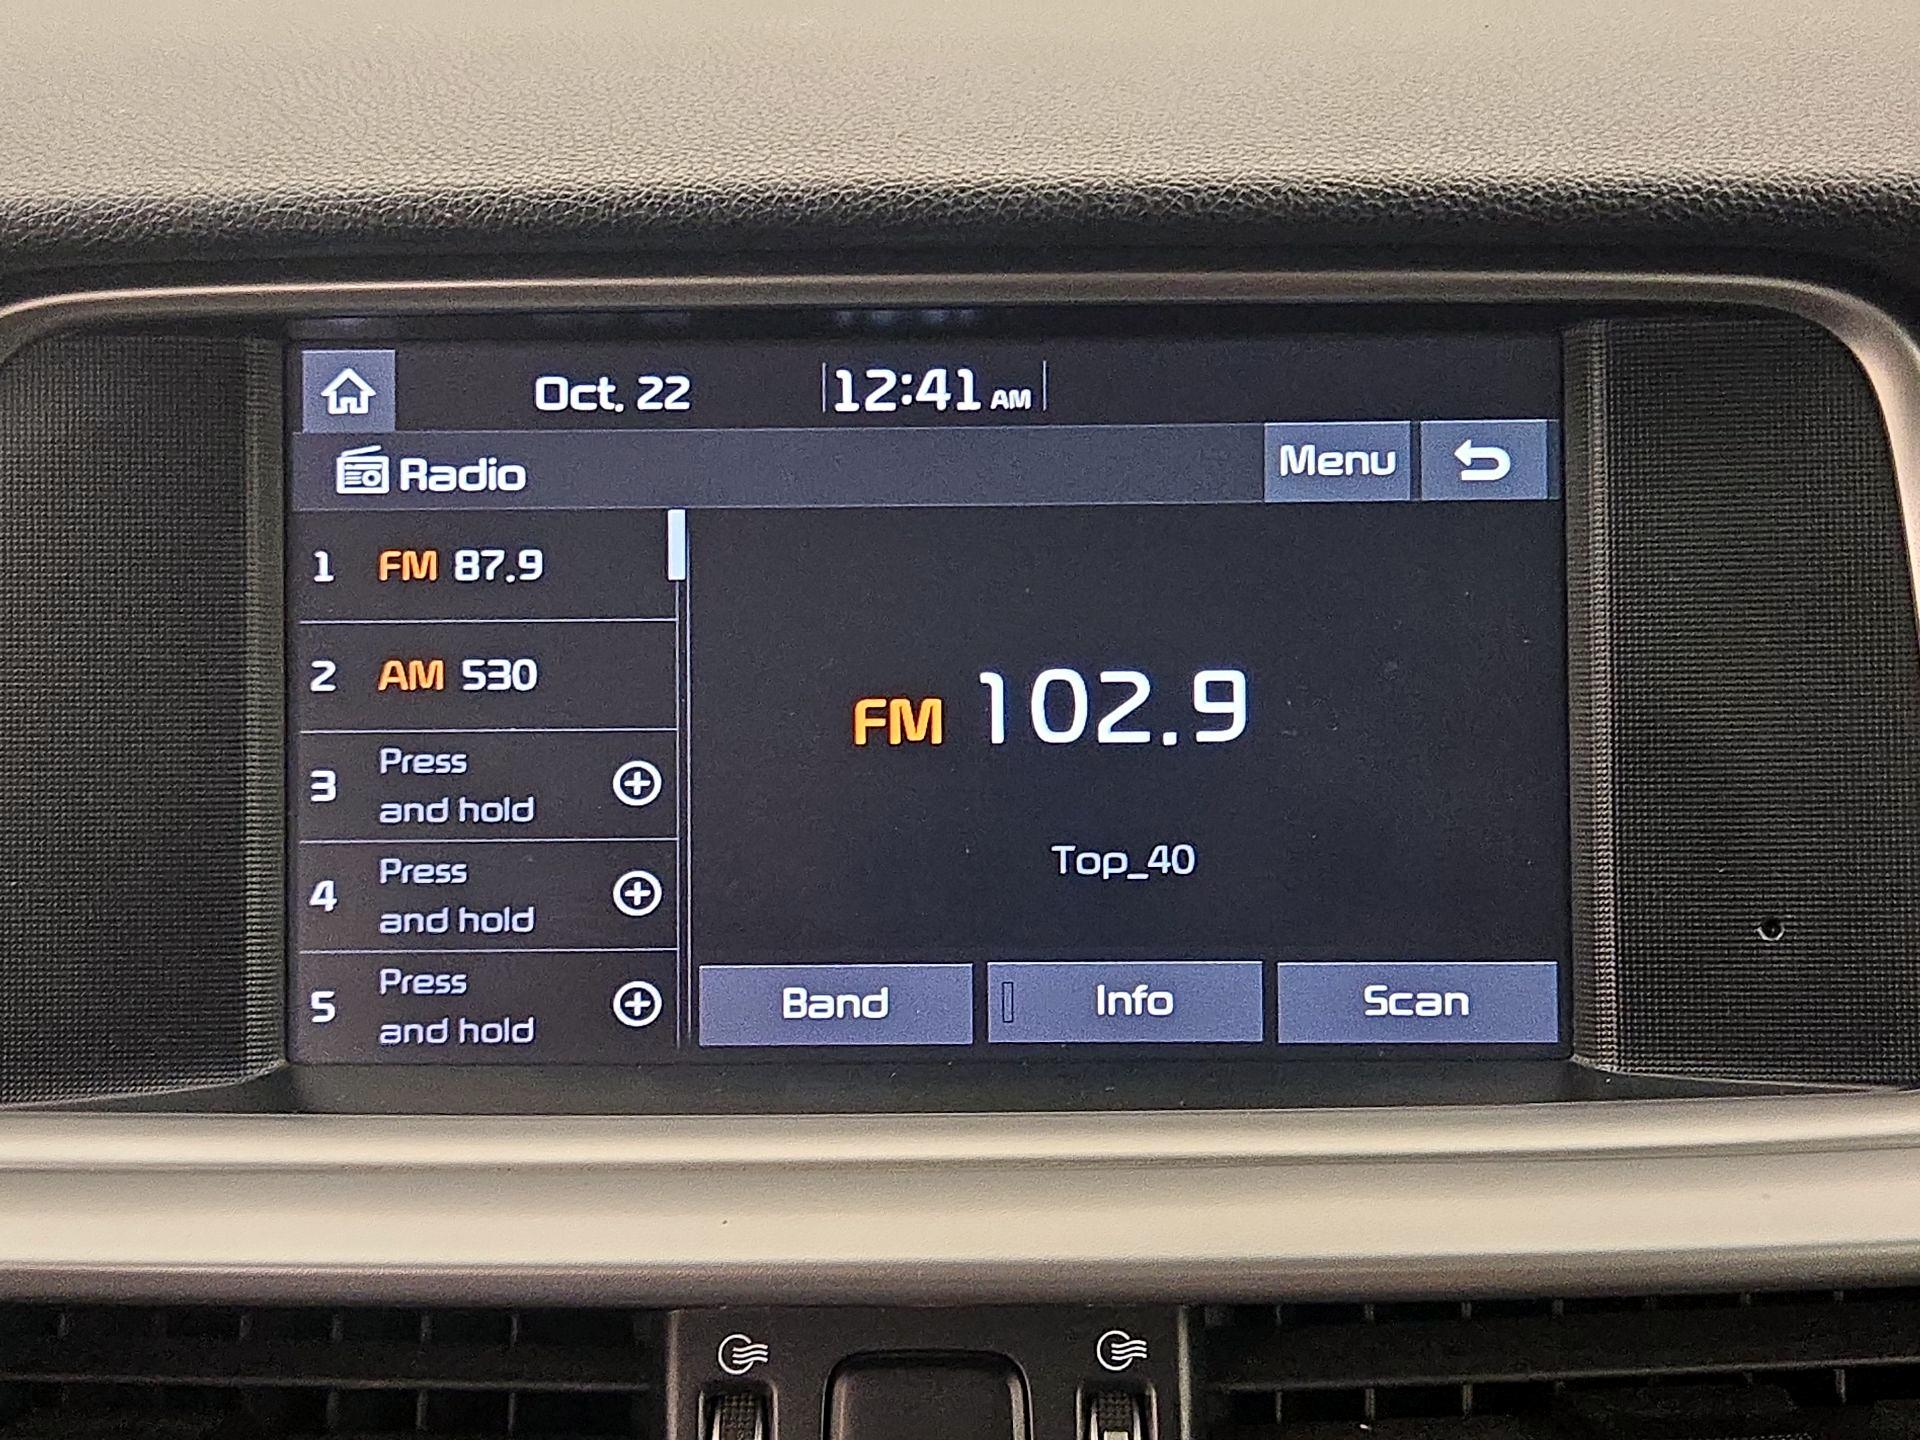 Oct. 22
12:41 AM
Radio
Menu
1 FM 87.9
2 AM 530
3 Press
and hold
4 Press
and hold
5 Press
and hold
FM 102.9
Top_40
Band
Info
Scan